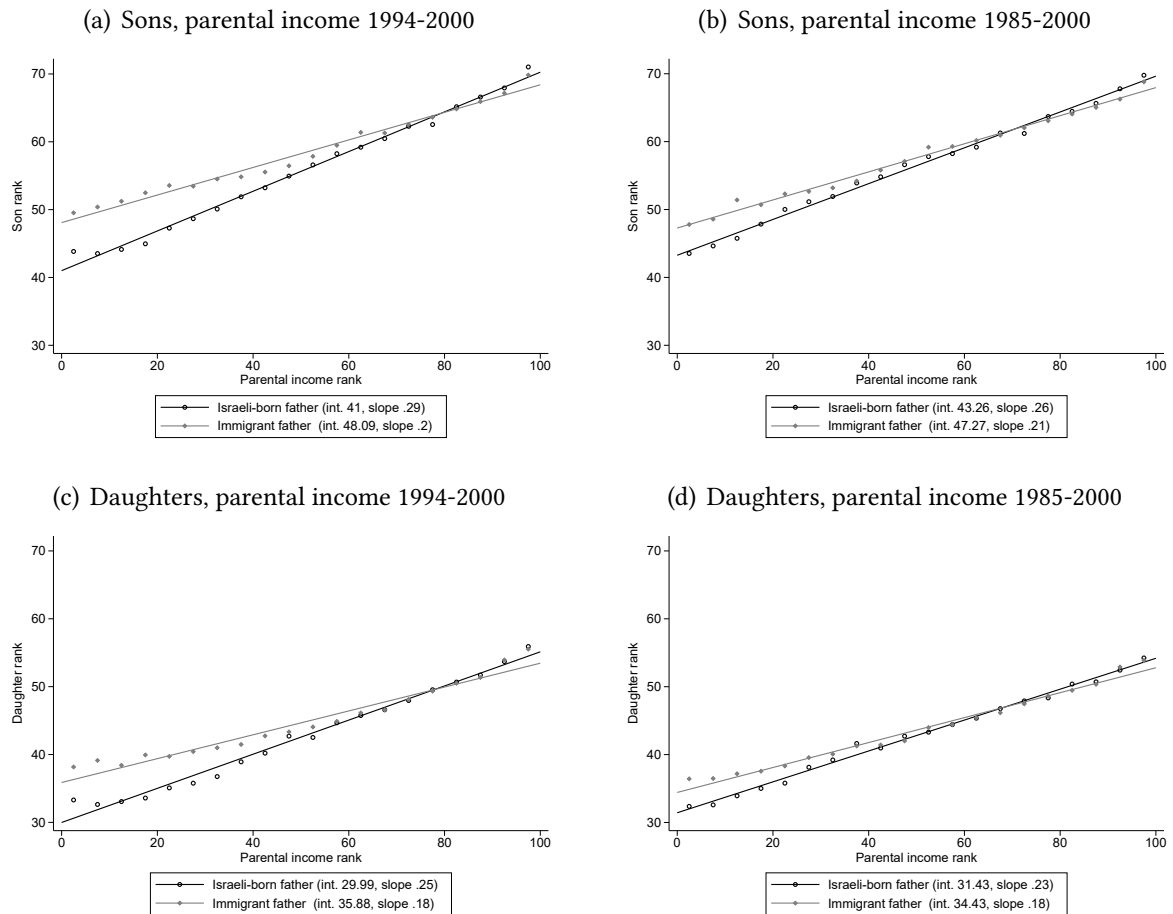 (a) Sons, parental income 1994-2000
70
60
50
40
30
Son rank
0 20 40 60 80 100
Parental income rank
Israeli-born father (int. 41, slope .29)
Immigrant father (int. 48.09, slope .2)
(b) Sons, parental income 1985-2000
70
60
50
40
30
Son rank
0 20 40 60 80 100
Parental income rank
Israeli-born father (int. 43.26, slope .26)
Immigrant father (int. 47.27, slope .21)
(c) Daughters, parental income 1994-2000
70
60
50
40
30
Daughter rank
0 20 40 60 80 100
Parental income rank
Israeli-born father (int. 29.99, slope .25)
Immigrant father (int. 35.88, slope .18)
(d) Daughters, parental income 1985-2000
70
60
50
40
30
Daughter rank
0 20 40 60 80 100
Parental income rank
Israeli-born father (int. 31.43, slope .23)
Immigrant father (int. 34.43, slope .18)